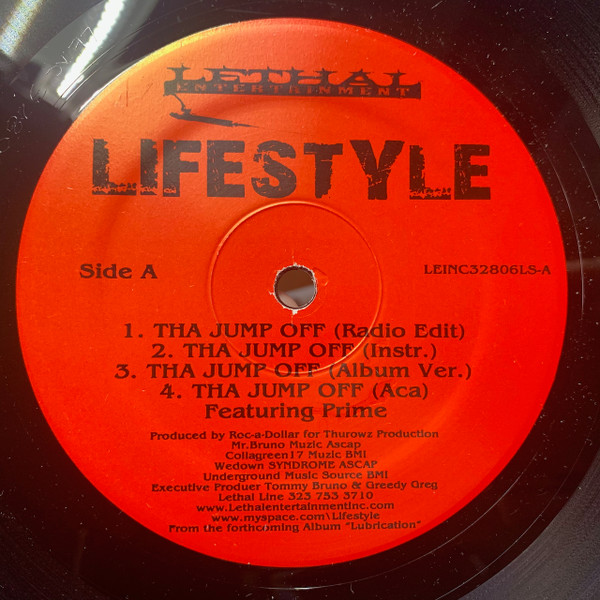 LETHAL
ENTERTAINMENT
LIFESTYLE
Side A
LEINC32806LS-A
1. THA JUMP OFF (Radio Edit)
2. THA JUMP OFF (Instr.)
3. THA JUMP OFF (Album Ver.)
4. THA JUMP OFF (Aca)
Featuring Prime
Produced by Roc-a-Dollar for Thurowz Production
Mr.Bruno Muzic Ascap
Collagreen17 Muzic BMI
Wedown SYNDROME ASCAP
Underground Music Source BMI
Executive Produer Tommy Bruno & Greedy Greg
Lethal Line 323 753 3710
www.Lethalentertainmentinc.com
www.myspace.com\Lifestyle
From the forthcoming Album "Lubrication"